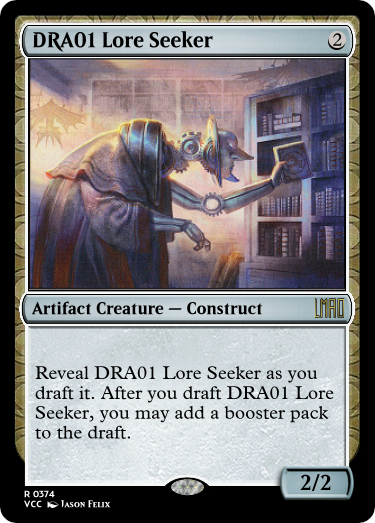 DRA01 Lore Seeker 2
Artifact Creature — Construct LMAO
Reveal DRA01 Lore Seeker as you
draft it. After you draft DRA01 Lore
Seeker, you may add a booster pack
to the draft.
2/2
R 0374
VCC Jason Felix